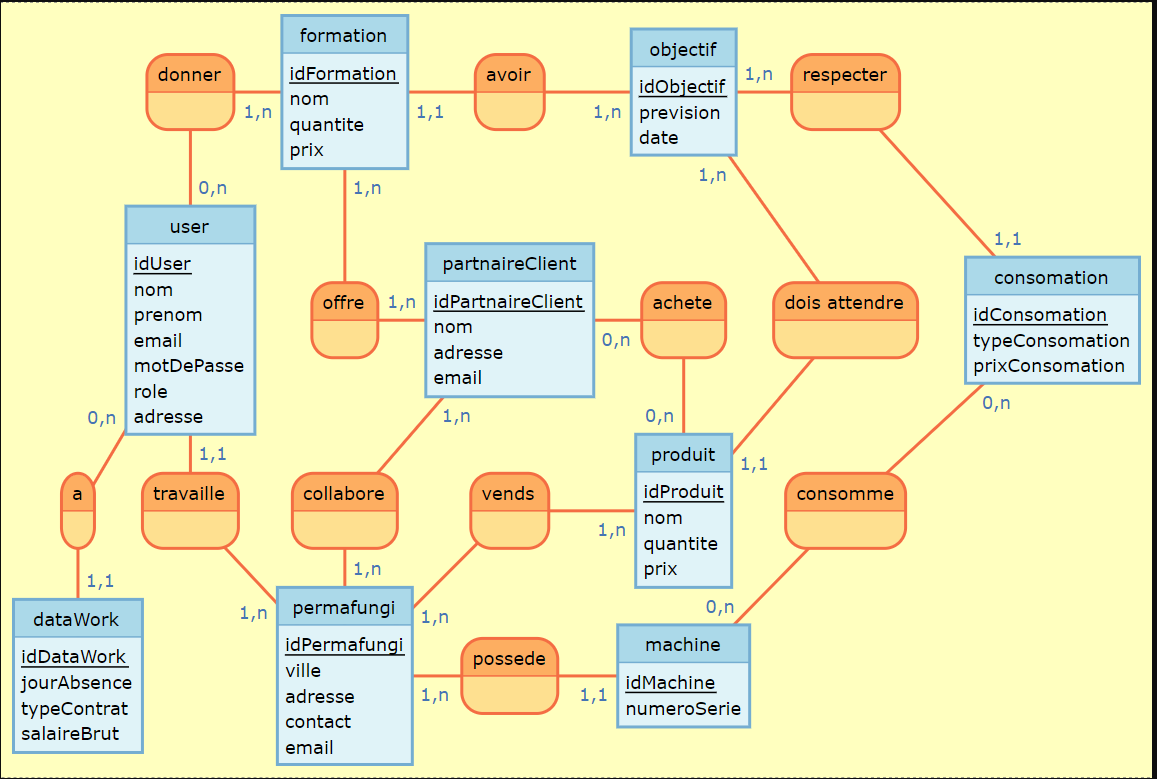 formation
idFormation
nom
quantite
prix
donner
1,n
avoir
1,1
1,n
objectif
idObjectif
prevision
date
1,n
respecter
1,n
0,n
1,n
1,1
user
idUser
nom
prenom
email
motDePasse
role
adresse
offre
1,n
partnaireClient
idPartnaireClient
nom
adresse
email
achete
0,n
dois attendre
consomation
idConsomation
typeConsomation
prixConsomation
0,n
1,1
1,n
0,n
0,n
1,1
produit
idProduit
nom
quantite
prix
a
travaille
collabore
vends
1,n
consomme
1,1
1,n
1,n
1,n
0,n
dataWork
idDataWork
jourAbsence
typeContrat
salaireBrut
permafungi
idPermafungi
ville
adresse
contact
email
possede
1,n
1,1
machine
idMachine
numeroSerie